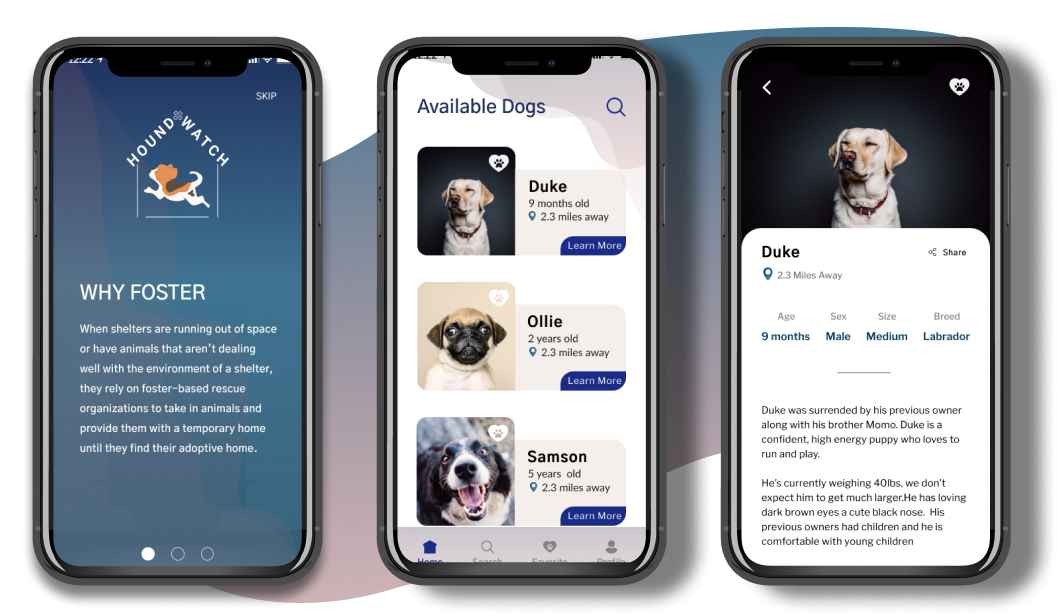 12:22
SKIP
HOUND WATCH
WHY FOSTER
When shelters are running out of space
or have animals that aren't dealing
well with the environment of a shelter,
they rely on foster-based rescue
organizations to take in animals and
provide them with a temporary home
until they find their adoptive home.
12:22
Available Dogs
Duke
9 months old
2.3 miles away
Learn More
Ollie
2 years old
2.3 miles away
Learn More
Samson
5 years  old
2.3 miles away
Learn More
Home Search Favorite Profile
Duke
Share
2.3 Miles Away
Age Sex Size Breed
9 months Male Medium Labrador
Duke was surrended by his previous owner
along with his brother Momo. Duke is a
confident, high energy puppy who loves to
run and play.
He's currently weighing 40lbs, we don't
expect him to get much larger.He has loving
dark brown eyes a cute black nose.  His
previous owners had children and he is
comfortable with young children